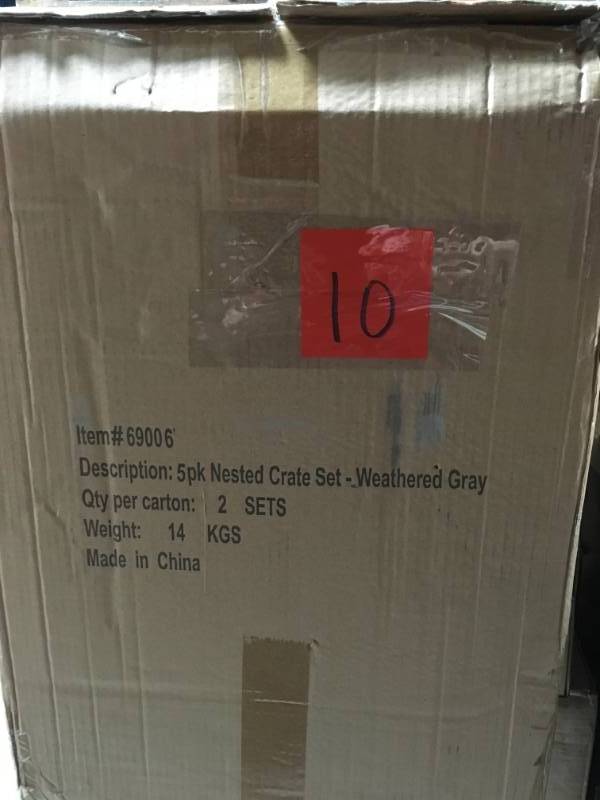 10
Item# 69006
Description: 5pk Nested Crate Set - Weathered Gray
Qty per carton: 2 SETS
Weight: 14 KGS
Made in China